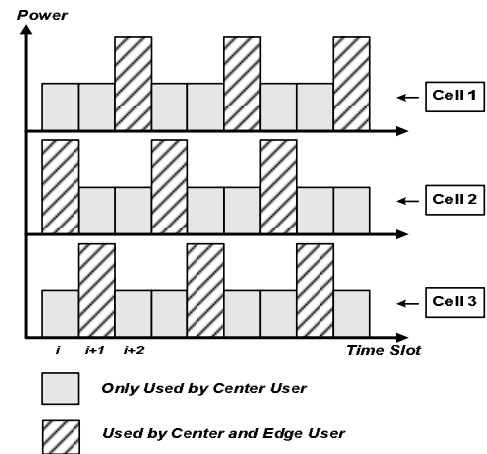 Power
Cell 1
Cell 2
Cell 3
i i+1 i+2 Time Slot
Only Used by Center User
Used by Center and Edge User